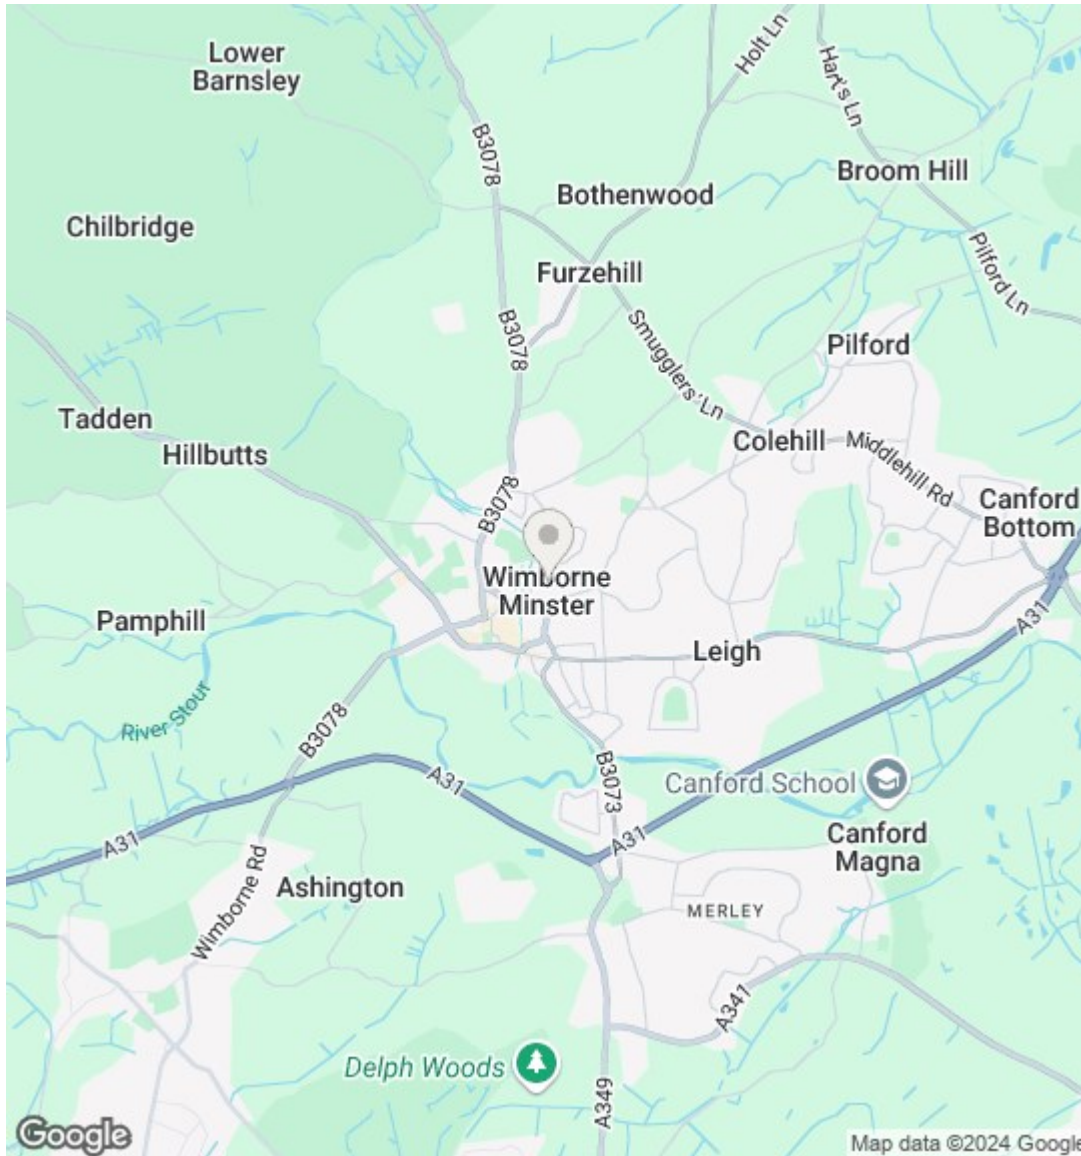 Lower
Barnsley
Holt Ln
Hart's Ln
B3078
Broom Hill
Bothenwood
Chilbridge
Pilford Ln
Furzehill
B3078
Smugglers' Ln
Pilford
Tadden
Colehill
Middlehill Rd
Hillbutts
B3078
Canford
Bottom
Wimborne
Minster
A31
Pamphill
Leigh
River Stour
B3078
A31
B3073
Canford School
A31
A31
Canford
Magna
Ashington
Wimborne Rd
MERLEY
A341
Delph Woods
A349
Google
Map data ©2024 Google